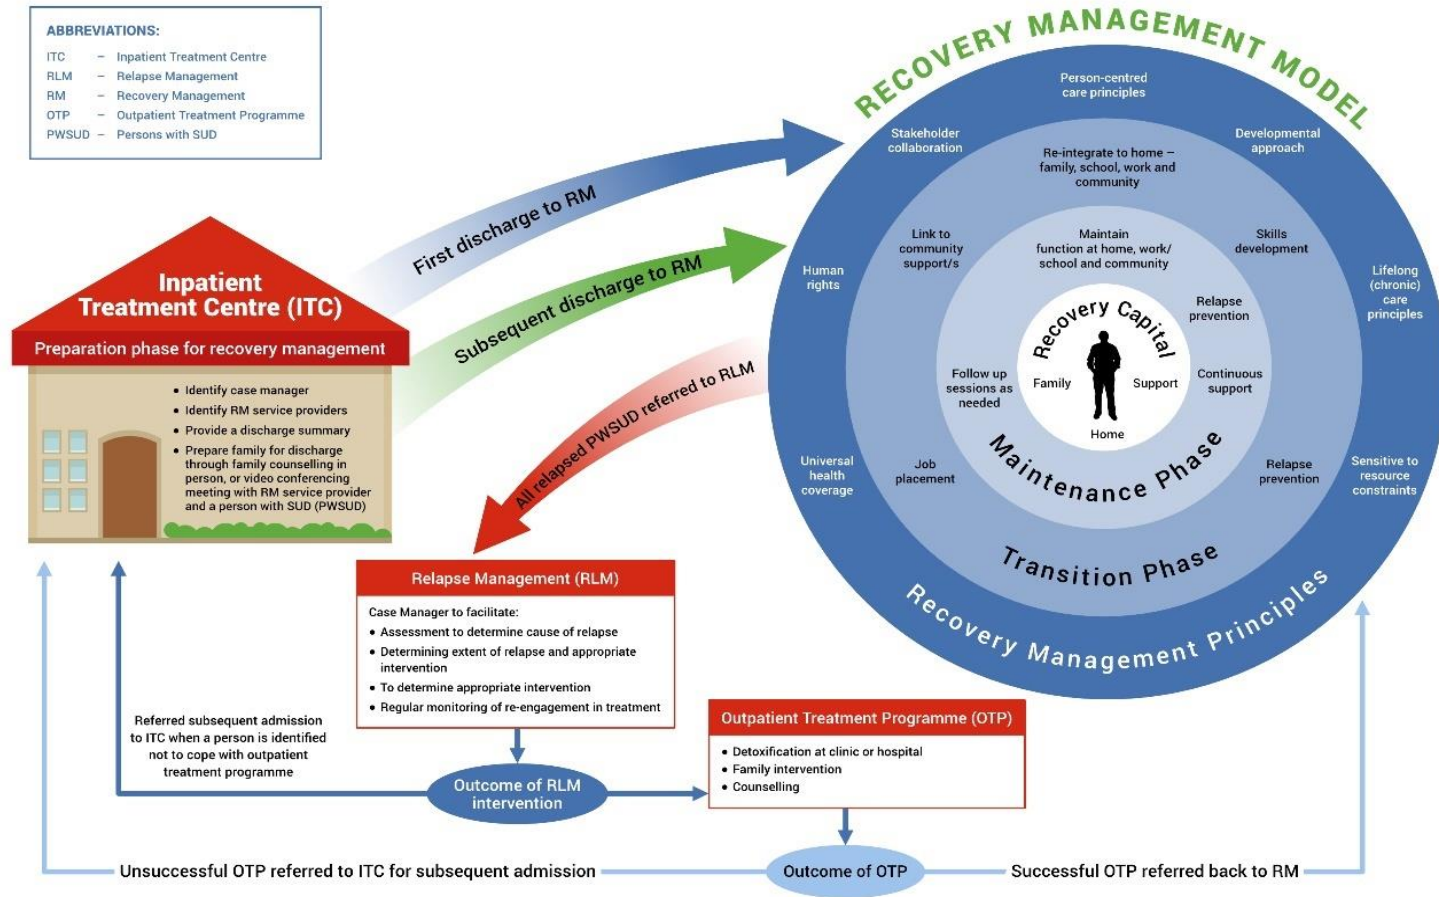 ABBREVIATIONS:
ITC – Inpatient Treatment Centre
RLM – Relapse Management
RM – Recovery Management
OTP – Outpatient Treatment Programme
PWSUD – Persons with SUD
RECOVERY MANAGEMENT MODEL
Person-centred
care principles
Stakeholder
collaboration
Developmental
approach
Human
rights
Lifelong
(chronic)
care
principles
Universal
health
coverage
Sensitive to
resource
constraints
Recovery Management Principles
Re-integrate to home –
family, school, work and
community
Link to
community
support/s
Skills
development
Job
placement
Relapse
prevention
Transition Phase
Maintain
function at home, work/
school and community
Relapse
prevention
Follow up
sessions as
needed
Continuous
support
Maintenance Phase
Recovery Capital
Family
Support
Home
First discharge to RM
Subsequent discharge to RM
All relapsed PWSUD referred to RLM
Inpatient
Treatment Centre (ITC)
Preparation phase for recovery management
• Identify case manager
• Identify RM service providers
• Provide a discharge summary
• Prepare family for discharge
through family counselling in
person, or video conferencing
meeting with RM service provider
and a person with SUD (PWSUD)
Relapse Management (RLM)
Case Manager to facilitate:
• Assessment to determine cause of relapse
• Determining extent of relapse and appropriate
intervention
• To determine appropriate intervention
• Regular monitoring of re-engagement in treatment
Referred subsequent admission
to ITC when a person is identified
not to cope with outpatient
treatment programme
Outcome of RLM
intervention
Outpatient Treatment Programme (OTP)
• Detoxification at clinic or hospital
• Family intervention
• Counselling
Unsuccessful OTP referred to ITC for subsequent admission
Outcome of OTP
Successful OTP referred back to RM